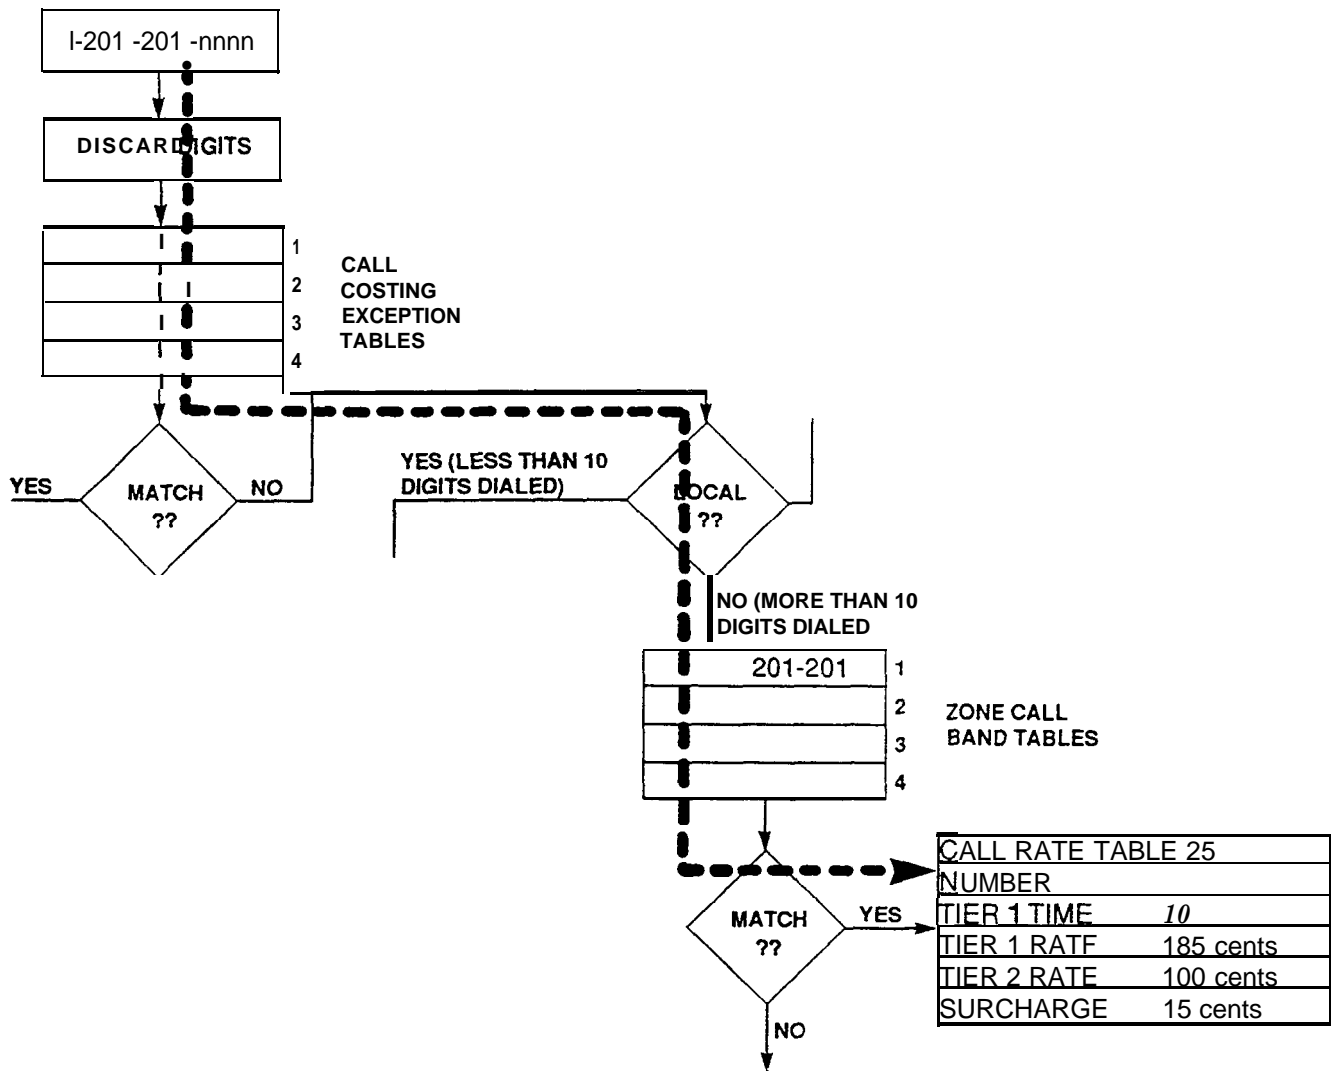 I-201 -201 -nnnn
DISCARD DIGITS
1
2
3
4
CALL
COSTING
EXCEPTION
TABLES
YES
MATCH
??
NO
YES (LESS THAN 10
DIGITS DIALED)
LOCAL
??
NO (MORE THAN 10
DIGITS DIALED
201-201
1
2
3
4
ZONE CALL
BAND TABLES
MATCH
??
YES
NO
CALL RATE TABLE 25
NUMBER
TIER 1 TIME 10
TIER 1 RATF 185 cents
TIER 2 RATE 100 cents
SURCHARGE 15 cents